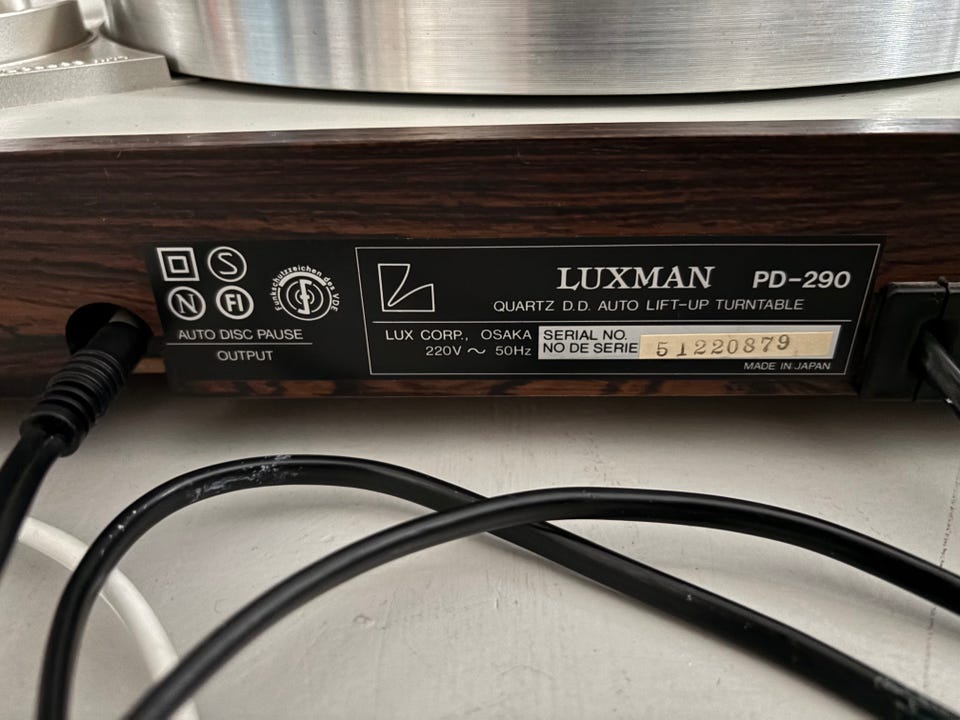 S
N
FI
Funkschutzzeichen des VDE
AUTO DISC PAUSE
OUTPUT
LUXMAN PD-290
QUARTZ D.D. AUTO LIFT-UP TURNTABLE
LUX CORP., OSAKA
220V ~ 50Hz
SERIAL NO.
NO DE SERIE
51220879
MADE IN JAPAN